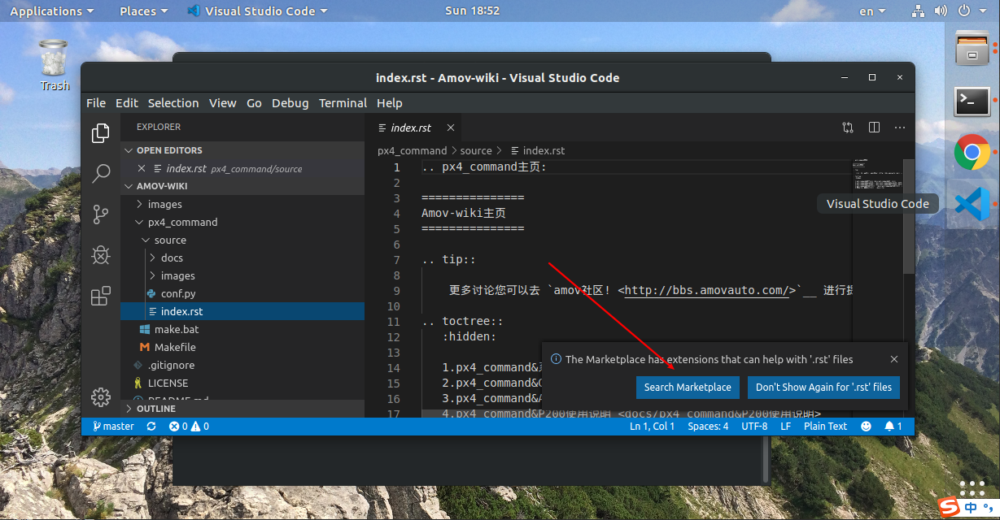 Applications Places Visual Studio Code Sun 18:52 en
Trash
index.rst - Amov-wiki - Visual Studio Code
File Edit Selection View Go Debug Terminal Help
EXPLORER
OPEN EDITORS
index.rst px4_command/source
AMOV-WIKI
images
px4_command
source
docs
images
conf.py
index.rst
make.bat
Makefile
.gitignore
LICENSE
README.md
OUTLINE
index.rst
px4_command > source > index.rst
1 .. px4_command主页:
2
3 ===============
4 Amov-wiki主页
5 ===============
6
7 .. tip::
8
9 更多讨论您可以去 `amov社区! <http://bbs.amovauto.com/>`__ 进行
10
11 .. toctree::
12 :hidden:
13
14 1.px4_command&
15 2.px4_command&
16 3.px4_command&
17 4.px4_command&P200使用说明 <docs/px4_command&P200使用说明>
Visual Studio Code
The Marketplace has extensions that can help with '.rst' files
Search Marketplace
Don't Show Again for '.rst' files
master 0 0 Ln 1, Col 1 Spaces: 4 UTF-8 LF Plain Text 1
S 中